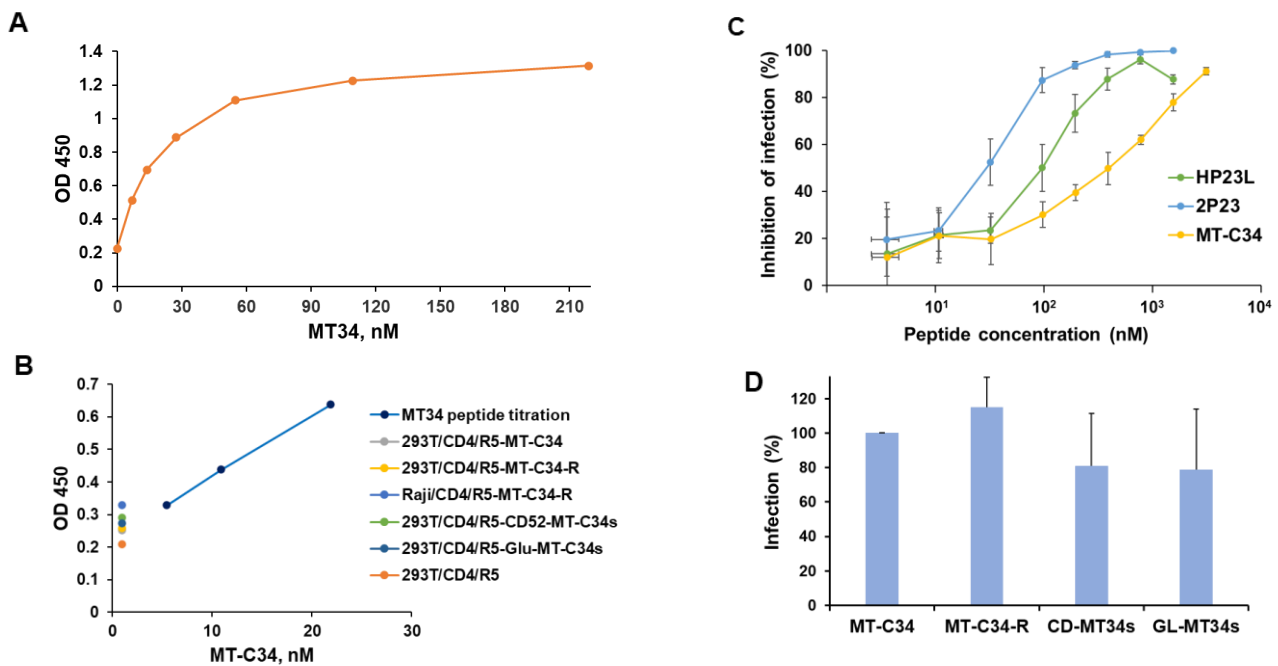 A
OD 450
1.4
1.2
1
0.8
0.6
0.4
0.2
0
0 30 60 90 120 150 180 210
MT34, nM
B
OD 450
0.7
0.6
0.5
0.4
0.3
0.2
0.1
0
0 10 20 30
MT-C34, nM
MT34 peptide titration
293T/CD4/R5-MT-C34
293T/CD4/R5-MT-C34-R
Raji/CD4/R5-MT-C34-R
293T/CD4/R5-CD52-MT-C34s
293T/CD4/R5-Glu-MT-C34s
293T/CD4/R5
C
Inhibition of infection (%)
100
80
60
40
20
0
10¹ 10² 10³ 10⁴
Peptide concentration (nM)
HP23L
2P23
MT-C34
D
Infection (%)
120
100
80
60
40
20
0
MT-C34 MT-C34-R CD-MT34s GL-MT34s